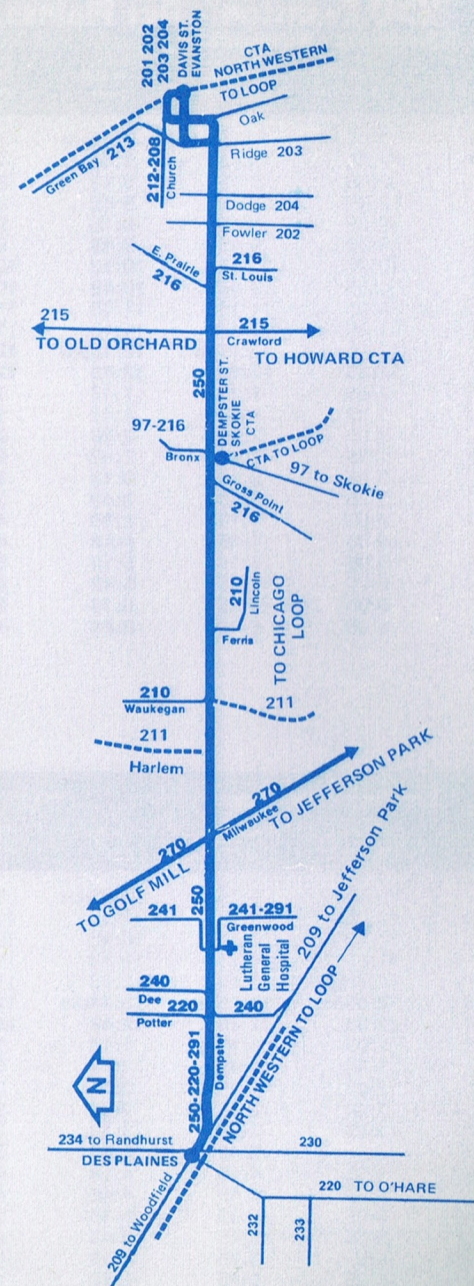 201 202
203 204
DAVIS ST.
EVANSTON
CTA
NORTH WESTERN
TO LOOP
Oak
Green Bay 213
212-208
Church
Ridge 203
Dodge 204
Fowler 202
E. Prairie
216
216
St. Louis
215
TO OLD ORCHARD
215
Crawford
TO HOWARD CTA
250
DEMPSTER ST.
SKOKIE
CTA
97-216
Bronx
CTA TO LOOP
97 to Skokie
Gross Point
216
210
Lincoln
Ferris
TO CHICAGO
LOOP
210
Waukegan
211
211
Harlem
270
Milwaukee
TO JEFFERSON PARK
270
TO GOLF MILL
250
241
241-291
Greenwood
Lutheran
General
Hospital
209 to Jefferson Park
240
Dee
220
Potter
240
250-220-291
Dempster
NORTH WESTERN TO LOOP
N
234 to Randhurst
DES PLAINES
230
209 to Woodfield
220 TO O'HARE
232
233